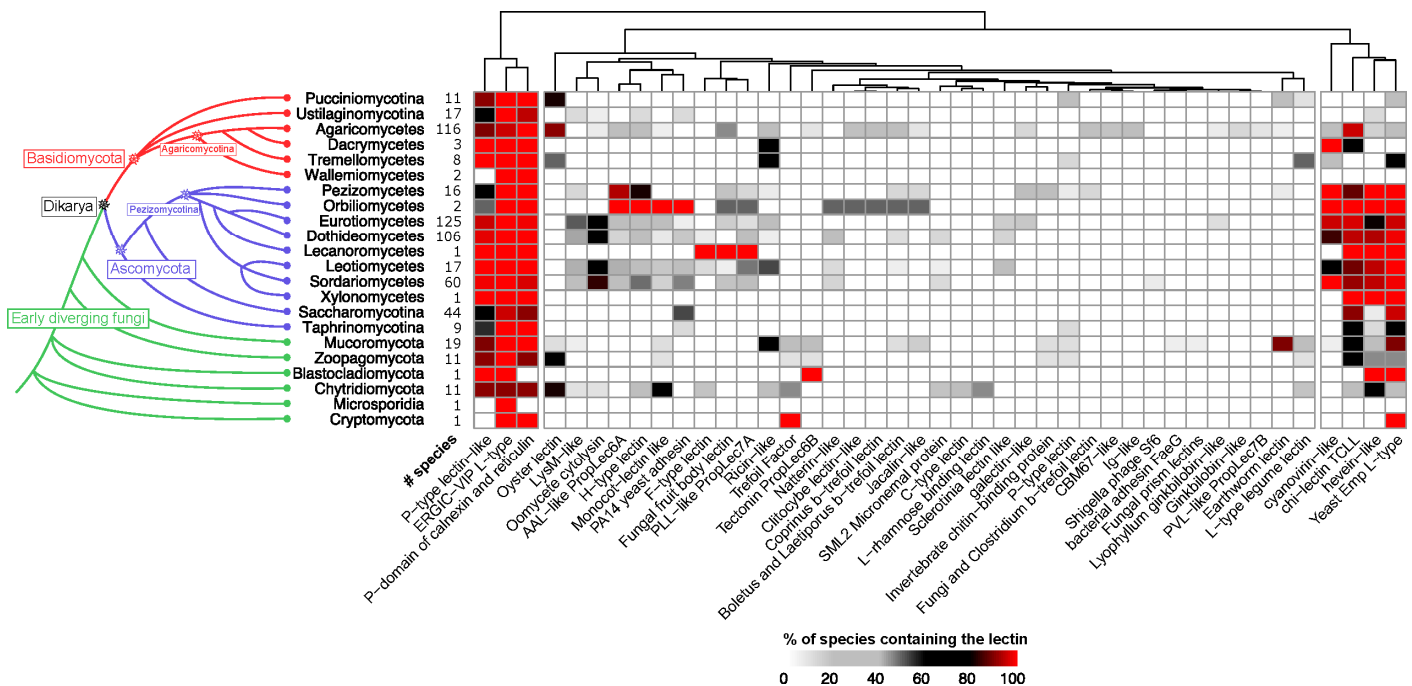 Basidiomycota
Agaricomycotina
Dikarya
Pezizomycotina
Ascomycota
Early diverging fungi
Pucciniomycotina 11
Ustilaginomycotina 17
Agaricomycetes 116
Dacrymycetes 3
Tremellomycetes 8
Wallemiomycetes 2
Pezizomycetes 16
Orbiliomycetes 2
Eurotiomycetes 125
Dothideomycetes 106
Lecanoromycetes 1
Leotiomycetes 17
Sordariomycetes 60
Xylonomycetes 1
Saccharomycotina 44
Taphrinomycotina 9
Mucoromycota 19
Zoopagomycota 11
Blastocladiomycota 1
Chytridiomycota 11
Microsporidia 1
Cryptomycota 1
# species
P-type lectin-like
ERGIC-VIP L-type
P-domain of calnexin and reticulin
Oyster lectin
LysM-like
Oomycete cytolysin
AAL-like PropLec6A
H-type lectin
Monocot-lectin like
PA14 yeast adhesin
F-type lectin
Fungal fruit body lectin
PLL-like PropLec7A
Ricin-like
Trefoil Factor
Tectonin PropLec6B
Natterin-like
Clitocybe lectin-like
Coprinus b-trefoil lectin
Boletus and Laetiporus b-trefoil lectin
Jacalin-like
SML2 Micronemal protein
C-type lectin
L-rhamnose binding lectin
Sclerotinia lectin like
galectin-like
Invertebrate chitin-binding protein
P-type lectin
Fungi and Clostridium b-trefoil lectin
CBM67-like
Ig-like
Shigella phage Sf6
bacterial adhesin FaeG
Fungal prism lectins
Lyophyllum ginkbilobin-like
Ginkbilobin-like
PVL-like PropLec7B
Earthworm lectin
L-type legume lectin
cyanovirin-like
chi-lectin TCLL
hevein-like
Yeast Emp L-type
% of species containing the lectin
0 20 40 60 80 100